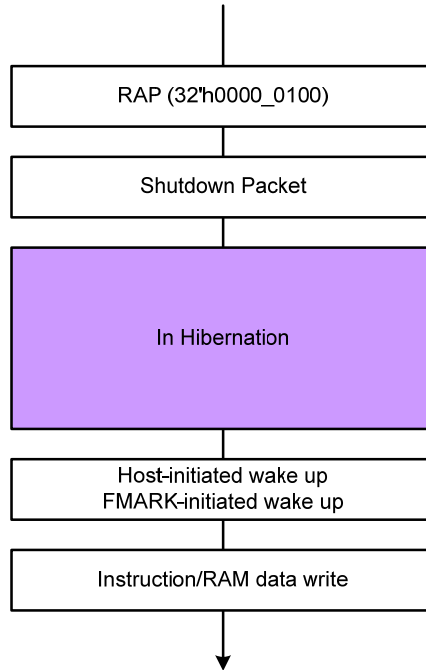 RAP (32'h0000_0100)
Shutdown Packet
In Hibernation
Host-initiated wake up
FMARK-initiated wake up
Instruction/RAM data write